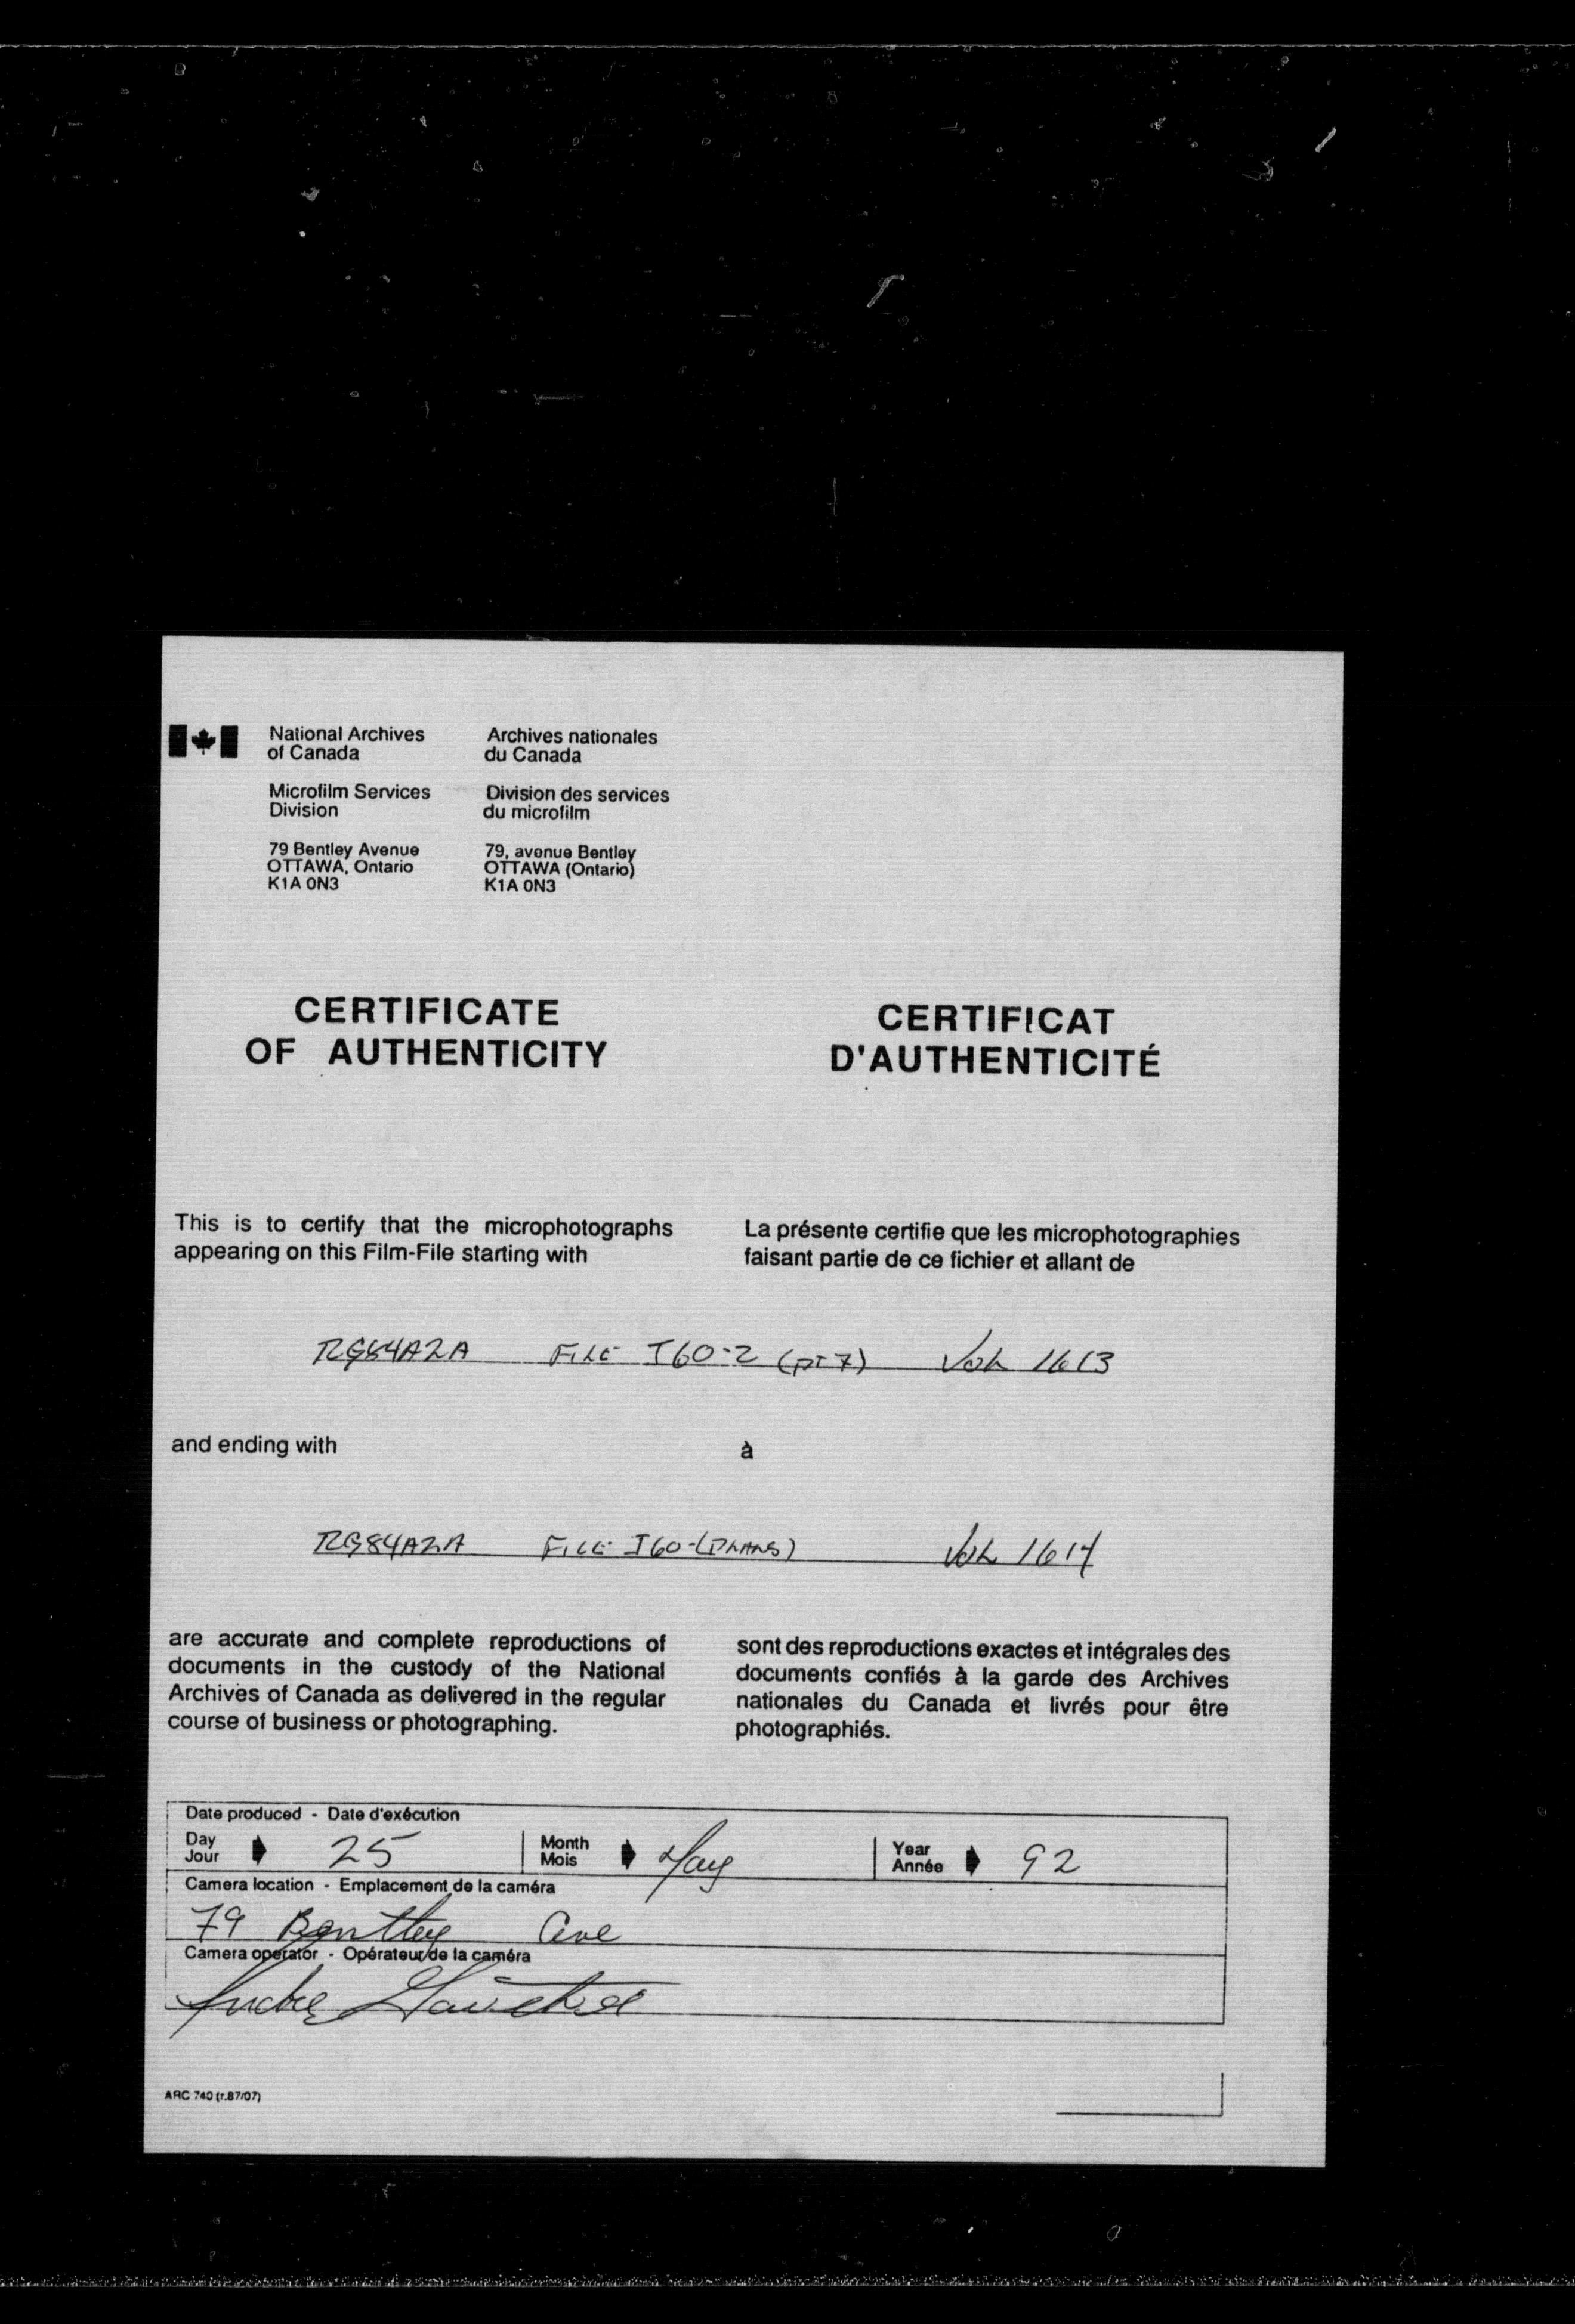 National Archives
of Canada
Archives nationales
du Canada
Microfilm Services
Division
Division des services
du microfilm
79 Bentley Avenue
OTTAWA, Ontario
K1A 0N3
79, avenue Bentley
OTTAWA (Ontario)
K1A 0N3
CERTIFICATE
OF AUTHENTICITY
CERTIFICAT
D'AUTHENTICITÉ
This is to certify that the microphotographs
appearing on this Film-File starting with
La présente certifie que les microphotographies
faisant partie de ce fichier et allant de
RG84A2A FILE I60-2 (pt 7) VOL 1613
and ending with
à
RG84A2A FILE I60-(PLANS) VOL 1614
are accurate and complete reproductions of
documents in the custody of the National
Archives of Canada as delivered in the regular
course of business or photographing.
sont des reproductions exactes et intégrales des
documents confiés à la garde des Archives
nationales du Canada et livrés pour être
photographiés.
Date produced - Date d'exécution
Day
Jour
25
Month
Mois
May
Year
Année
92
Camera location - Emplacement de la caméra
79 Bentley Ave
Camera operator - Opérateur de la caméra
ARC 740 (r.87/07)